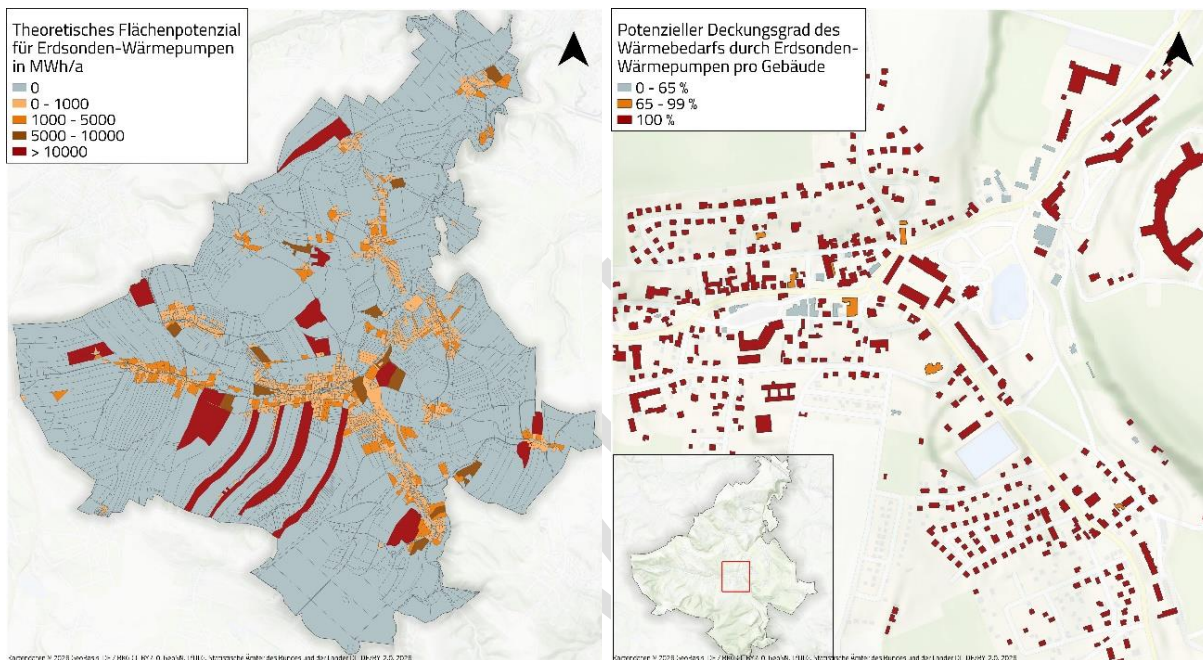 Theoretisches Flächenpotenzial
für Erdsonden-Wärmepumpen
in MWh/a
0
0 - 1000
1000 - 5000
5000 - 10000
> 10000
Potenzieller Deckungsgrad des
Wärmebedarfs durch Erdsonden-
Wärmepumpen pro Gebäude
0 - 65 %
65 - 99 %
100 %